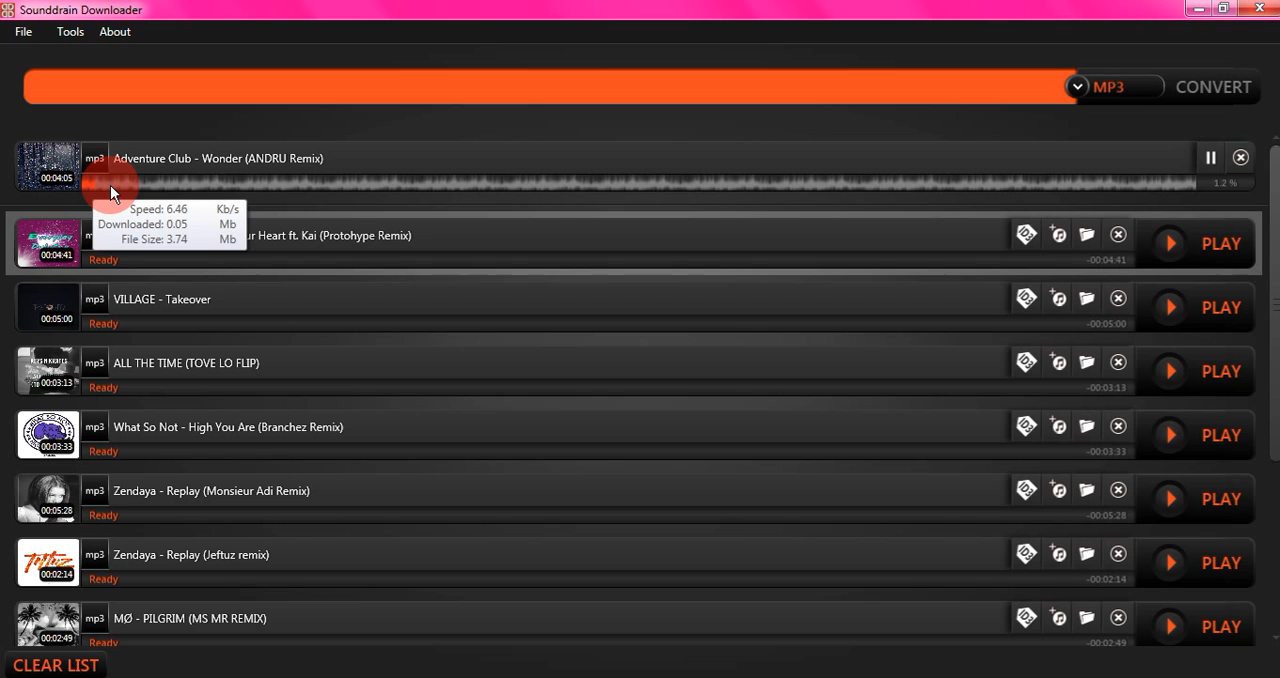 Sounddrain Downloader
File Tools About
MP3 CONVERT
mp3 Adventure Club - Wonder (ANDRU Remix)
00:04:05 1.2 %
Speed: 6.46 Kb/s
Downloaded: 0.05 Mb
File Size: 3.74 Mb
ur Heart ft. Kai (Protohype Remix)
PLAY
00:04:41 Ready -00:04:41
mp3 VILLAGE - Takeover
PLAY
00:05:00 Ready -00:05:00
mp3 ALL THE TIME (TOVE LO FLIP)
PLAY
00:03:13 Ready -00:03:13
mp3 What So Not - High You Are (Branchez Remix)
PLAY
00:03:33 Ready -00:03:33
mp3 Zendaya - Replay (Monsieur Adi Remix)
PLAY
00:05:28 Ready -00:05:28
mp3 Zendaya - Replay (Jeftuz remix)
PLAY
00:02:14 Ready -00:02:14
mp3 MØ - PILGRIM (MS MR REMIX)
PLAY
00:02:49 Ready -00:02:49
CLEAR LIST